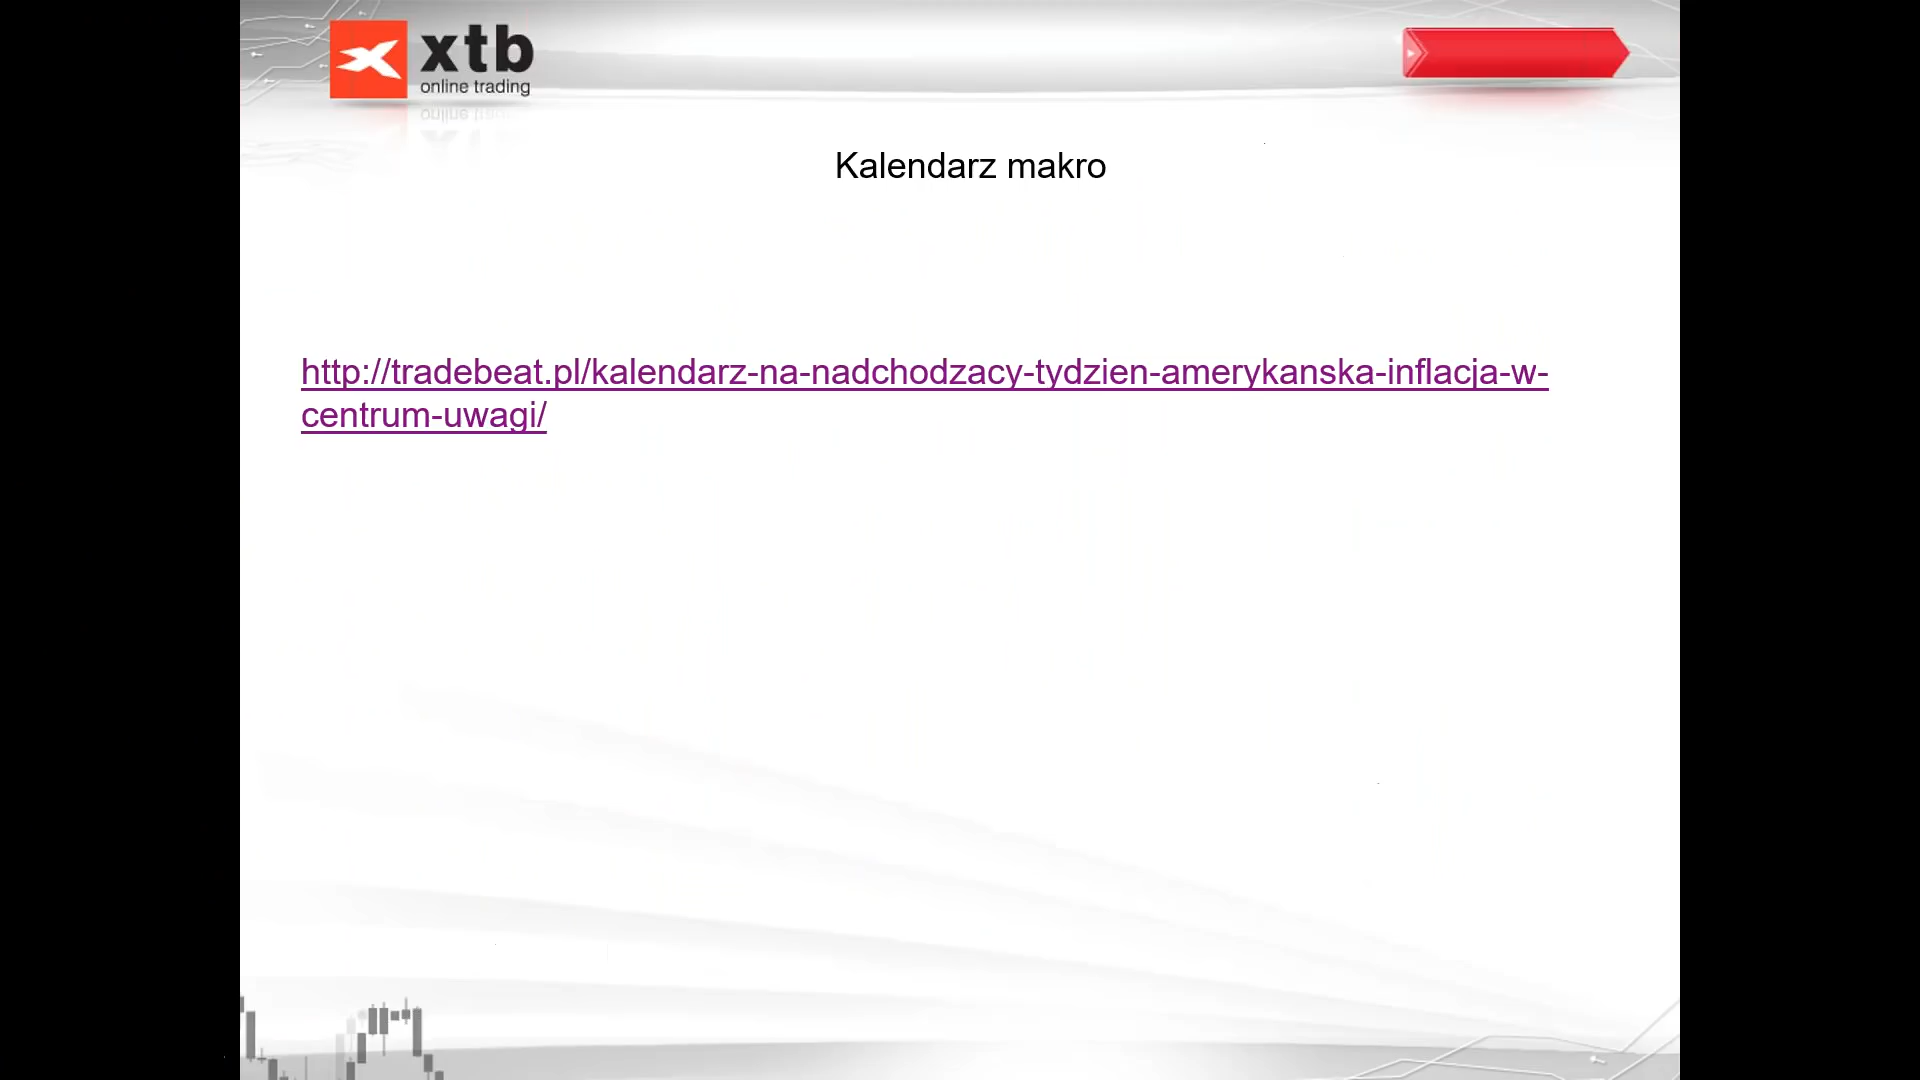 xtb
online trading
Kalendarz makro
http://tradebeat.pl/kalendarz-na-nadchodzacy-tydzien-amerykanska-inflacja-w-
centrum-uwagi/